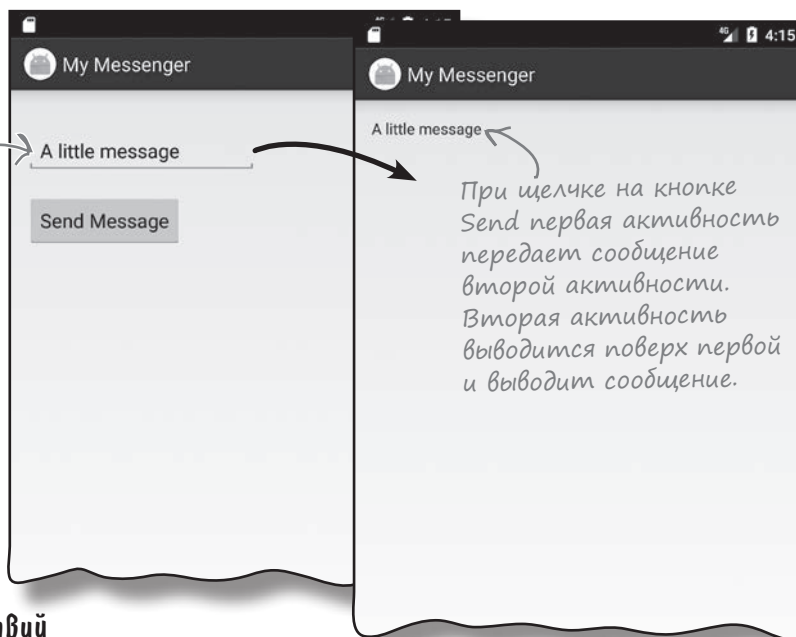 My Messenger
A little message
Send Message
4G 4:15
My Messenger
A little message
При щелчке на кнопке
Send первая активность
передает сообщение
второй активности.
Вторая активность
выводится поверх первой
и выводит сообщение.